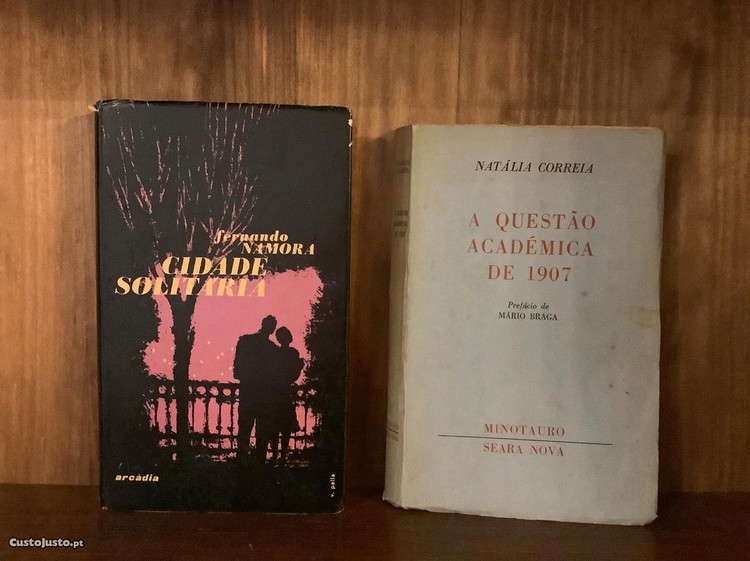 fernando
NAMORA
CIDADE
SOLITÁRIA
arcádia
v. palla
NATÁLIA CORREIA
A QUESTÃO
ACADÉMICA
DE 1907
Prefácio de
MÁRIO BRAGA
MINOTAURO
SEARA NOVA
CustoJusto.pt